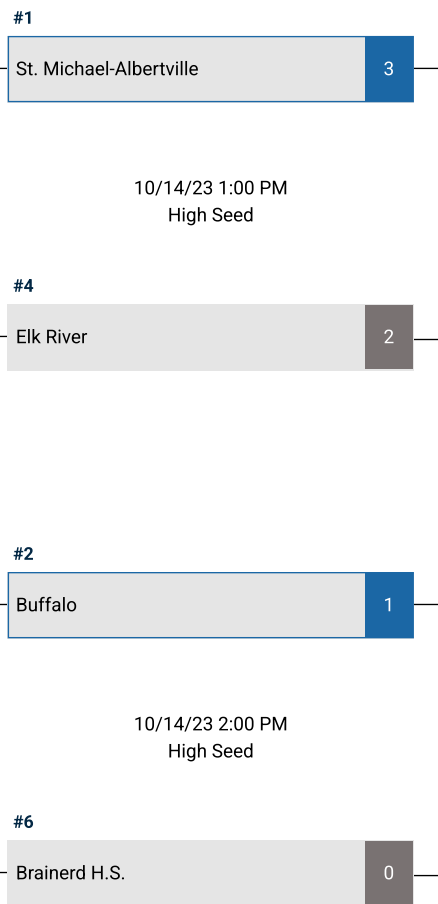 #1
St. Michael-Albertville 3
10/14/23 1:00 PM
High Seed
#4
Elk River 2
#2
Buffalo 1
10/14/23 2:00 PM
High Seed
#6
Brainerd H.S. 0